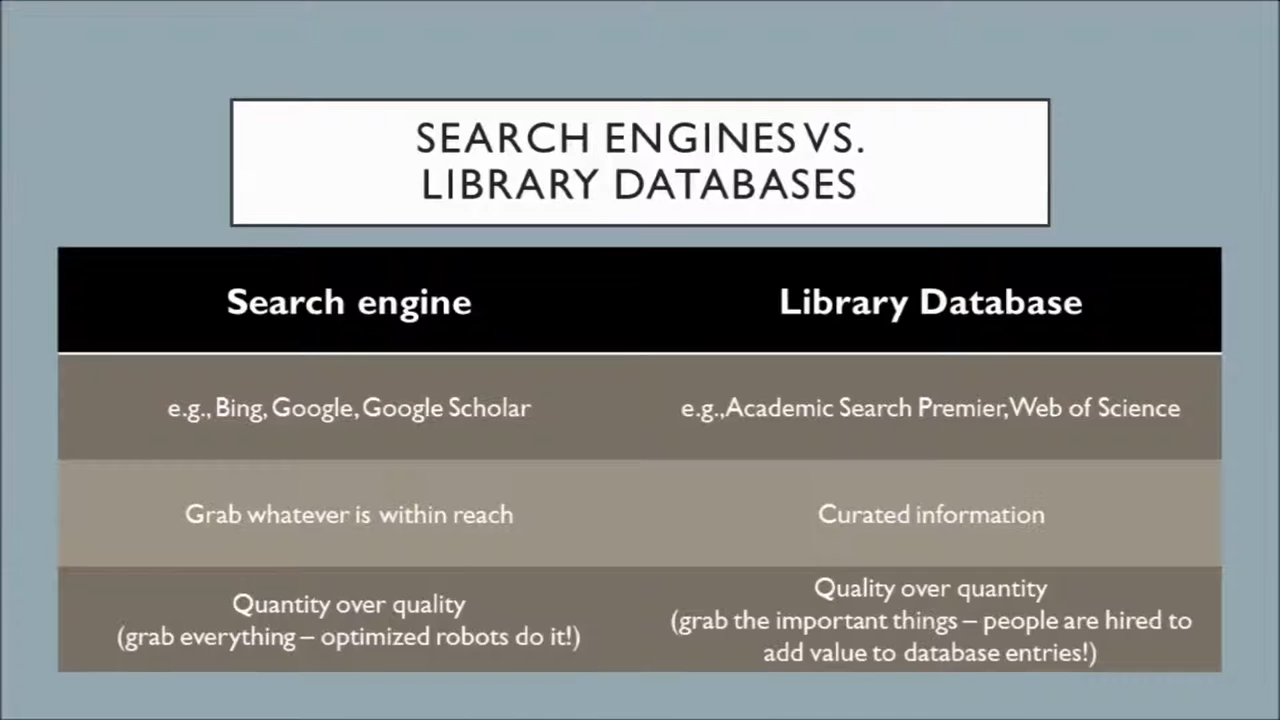 SEARCH ENGINES VS.
LIBRARY DATABASES
Search engine
Library Database
e.g., Bing, Google, Google Scholar
e.g., Academic Search Premier, Web of Science
Grab whatever is within reach
Curated information
Quantity over quality
(grab everything – optimized robots do it!)
Quality over quantity
(grab the important things – people are hired to
add value to database entries!)